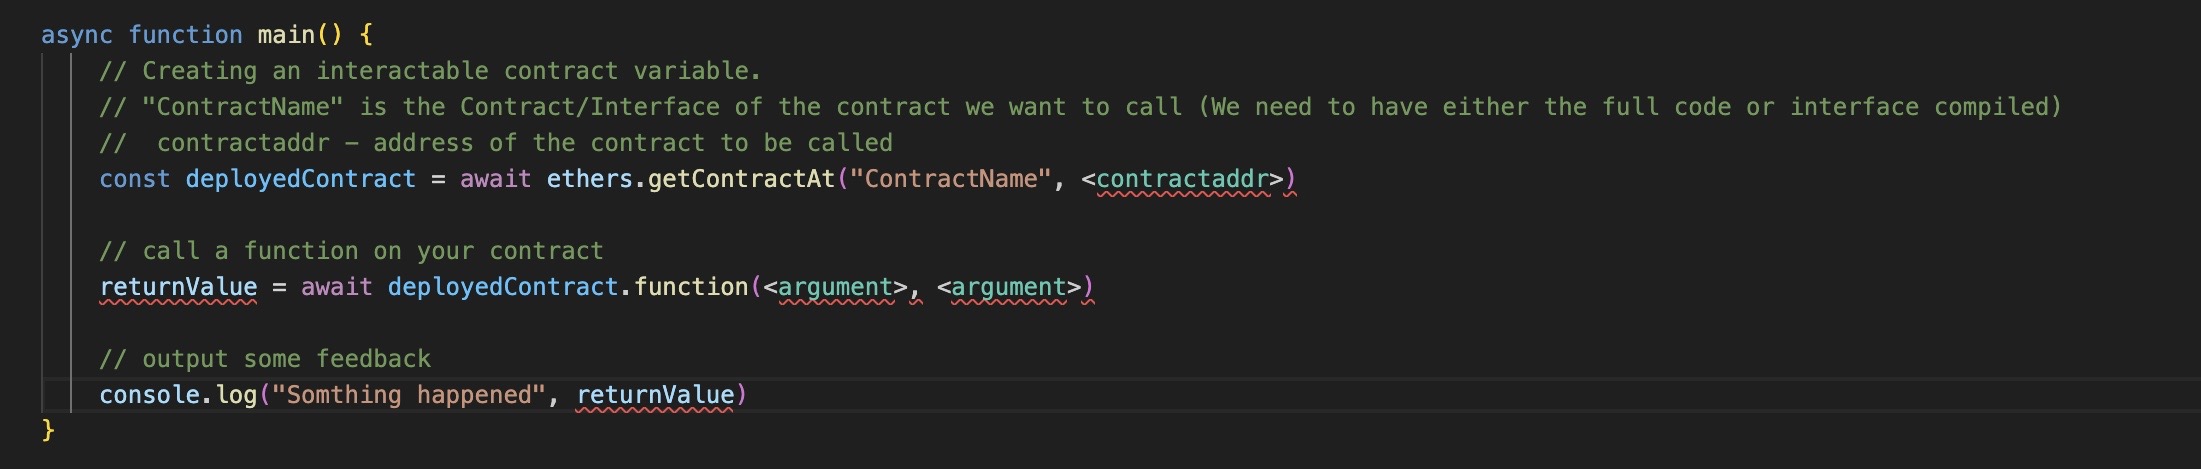 async function main() {
// Creating an interactable contract variable.
// "ContractName" is the Contract/Interface of the contract we want to call (We need to have either the full code or interface compiled)
//  contractaddr – address of the contract to be called
const deployedContract = await ethers.getContractAt("ContractName", <contractaddr>)
// call a function on your contract
returnValue = await deployedContract.function(<argument>, <argument>)
// output some feedback
console.log("Somthing happened", returnValue)
}